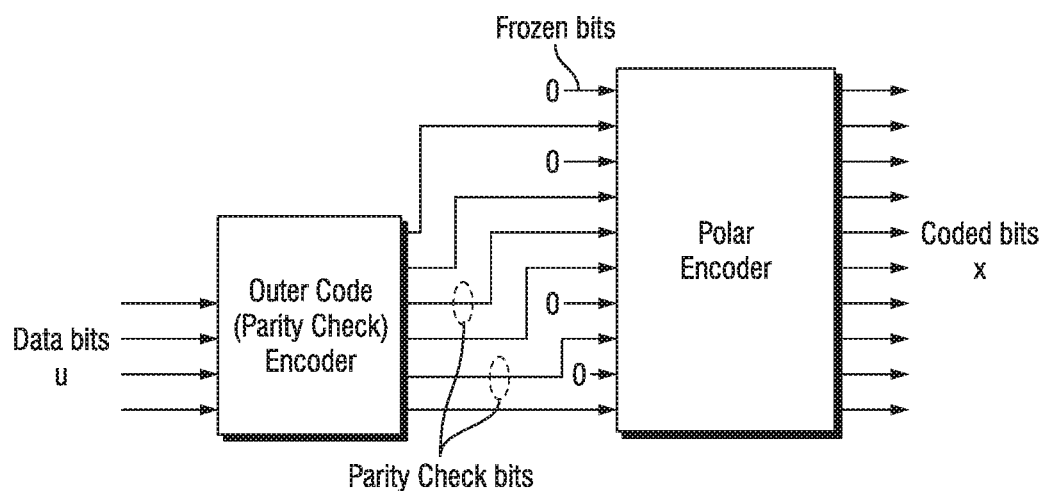 Frozen bits
0
0
Outer Code
(Parity Check)
Encoder
Data bits
u
0
0
Polar
Encoder
Coded bits
x
Parity Check bits